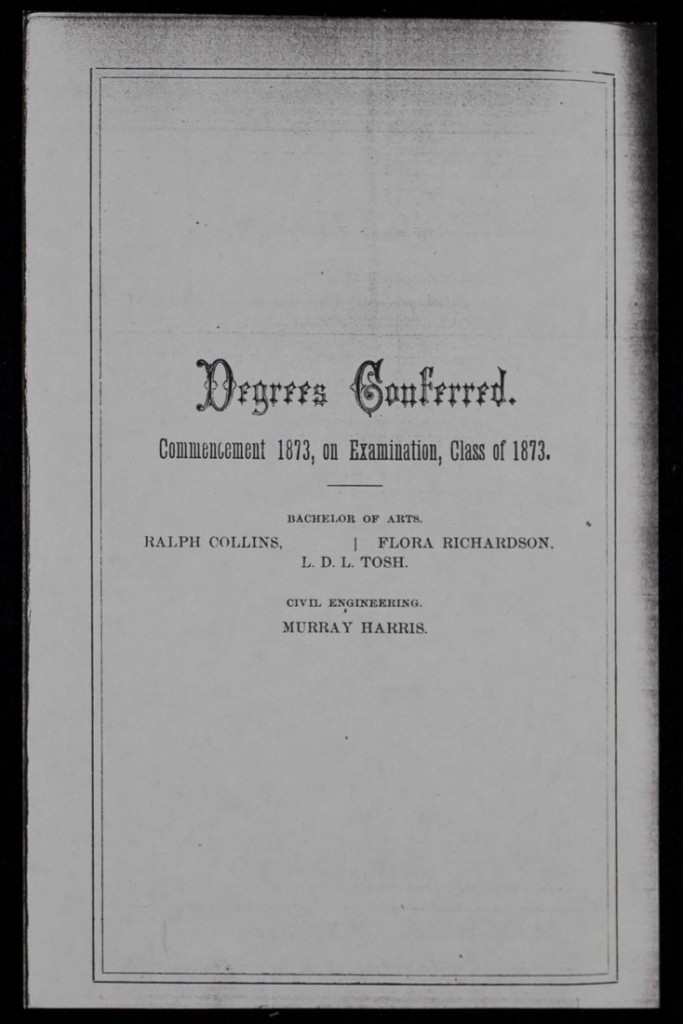 Degrees Conferred.
Commencement 1873, on Examination, Class of 1873.
BACHELOR OF ARTS.
RALPH COLLINS, | FLORA RICHARDSON.
L. D. L. TOSH.
CIVIL ENGINEERING.
MURRAY HARRIS.